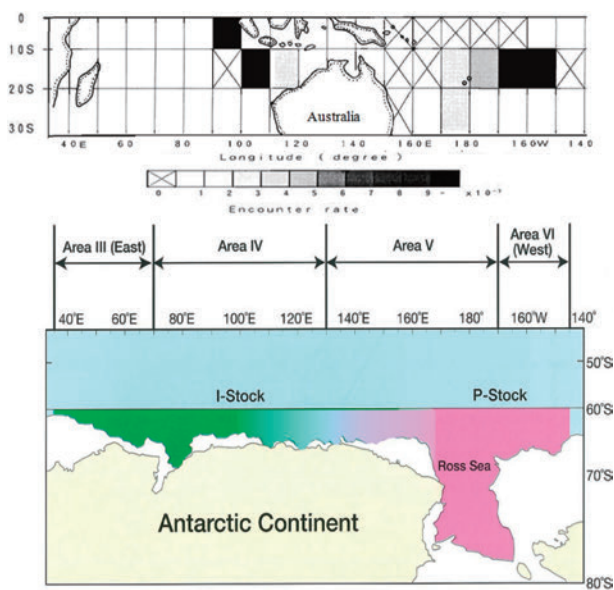 0
10S
20S
30S
Australia
40E 60 80 100 120 140 160E 180 160W 140
Longitude (degree)
0 1 2 3 4 5 6 7 8 9 - ×10⁻³
Encounter rate
Area III (East) Area IV Area V Area VI (West)
40°E 60°E 80°E 100°E 120°E 140°E 160°E 180° 160°W 140°
50°S
I-Stock P-Stock 60°S
Ross Sea 70°S
Antarctic Continent
80°S